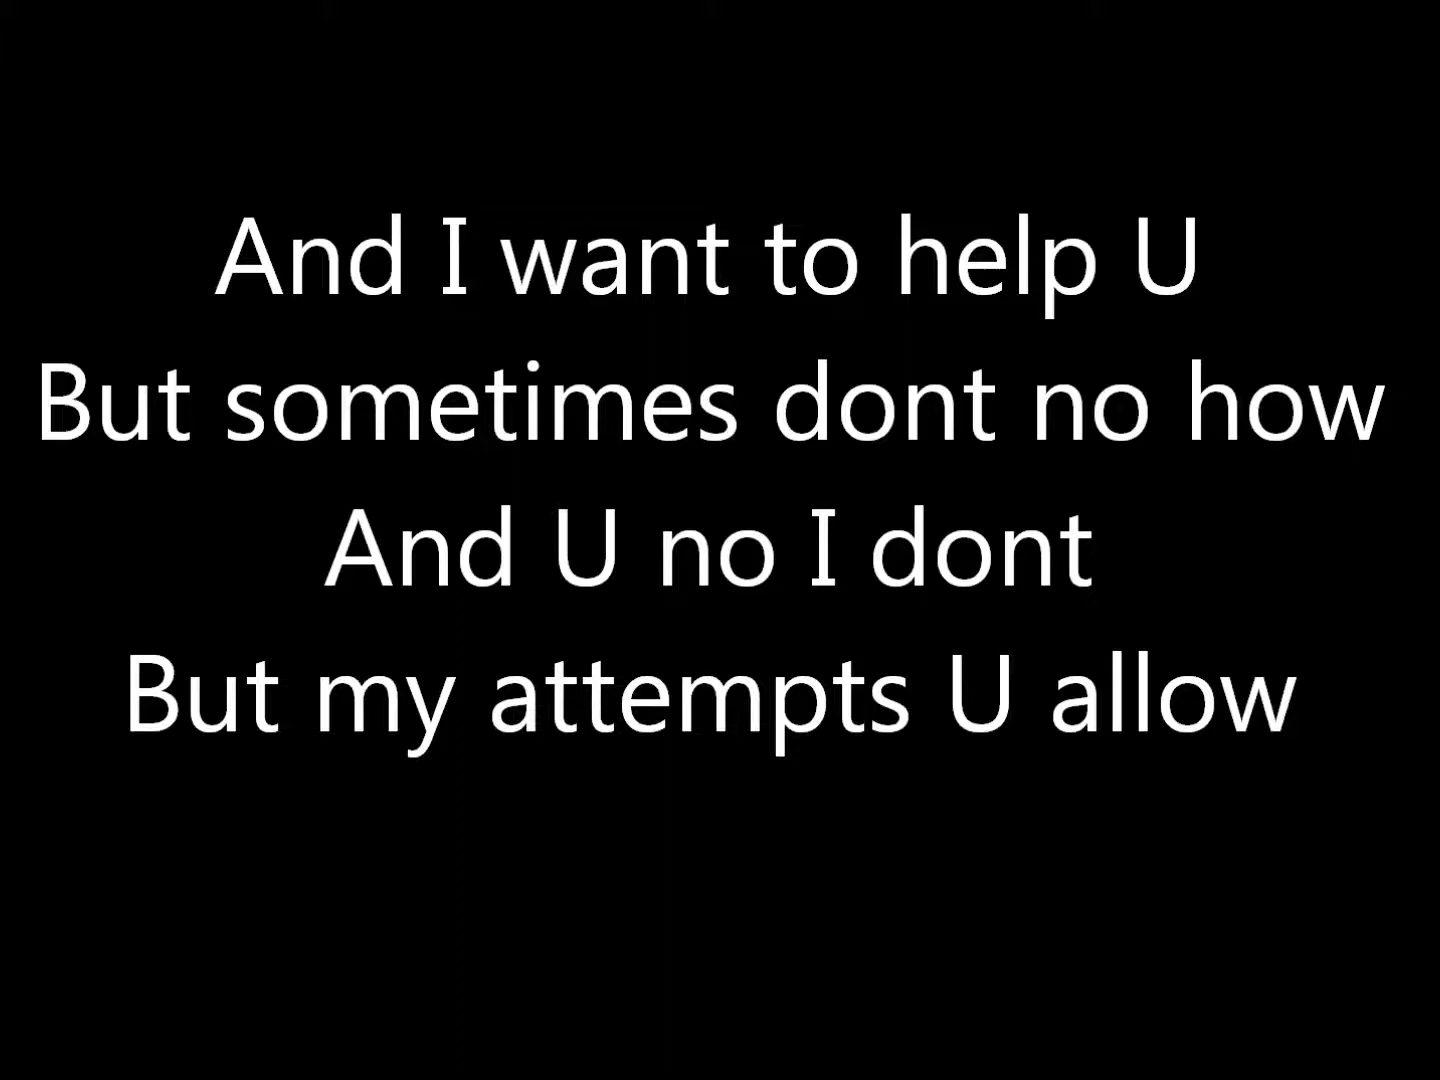 And I want to help U
But sometimes dont no how
And U no I dont
But my attempts U allow